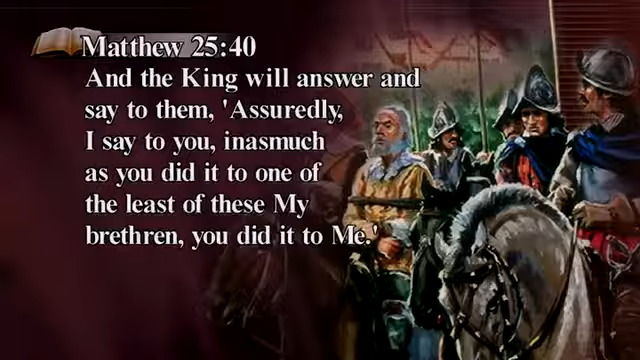 Matthew 25:40
And the King will answer and
say to them, 'Assuredly,
I say to you, inasmuch
as you did it to one of
the least of these My
brethren, you did it to Me.'